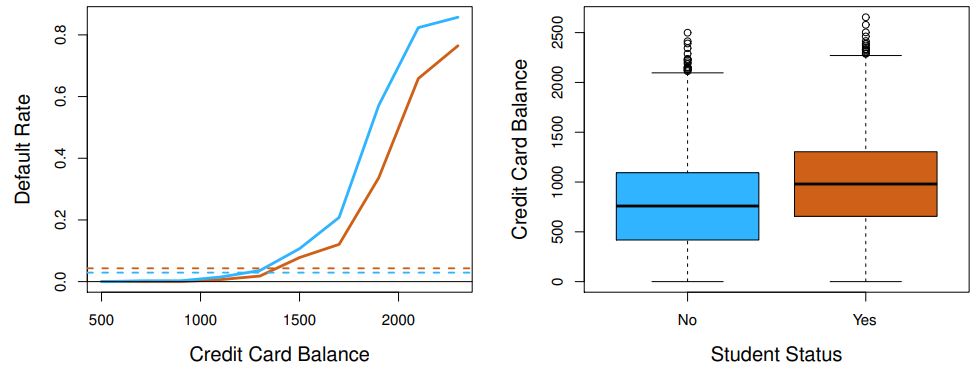 Default Rate
0.0 0.2 0.4 0.6 0.8
500 1000 1500 2000
Credit Card Balance
Credit Card Balance
0 500 1000 1500 2000 2500
No Yes
Student Status